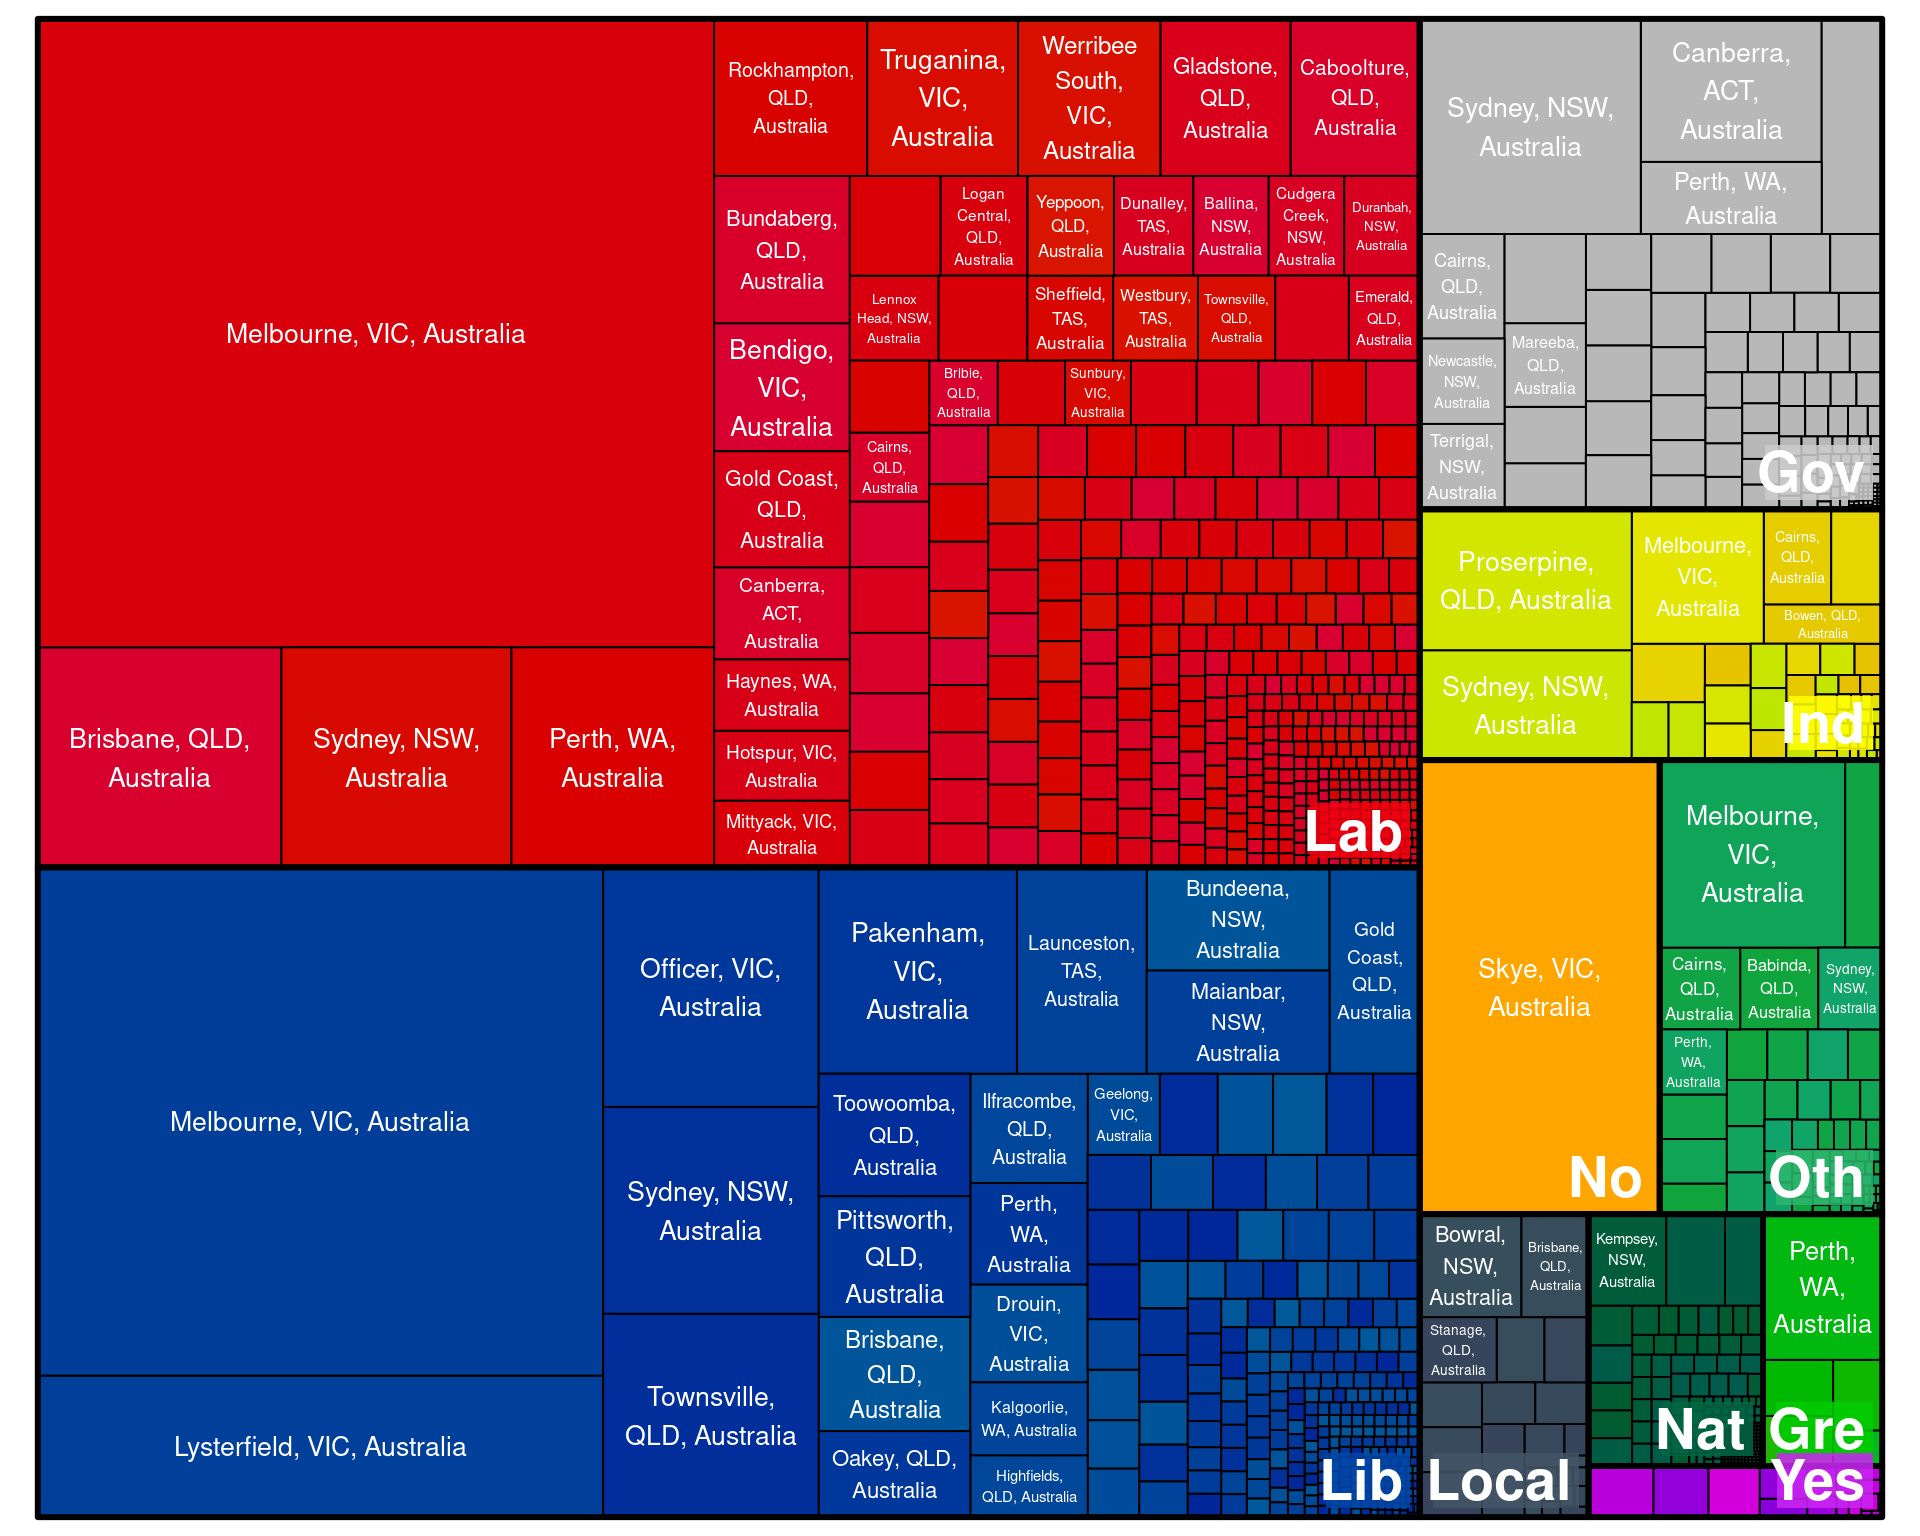 Melbourne, VIC, Australia
Brisbane, QLD,
Australia
Sydney, NSW,
Australia
Perth, WA,
Australia
Rockhampton,
QLD,
Australia
Truganina,
VIC,
Australia
Werribee
South,
VIC,
Australia
Gladstone,
QLD,
Australia
Caboolture,
QLD,
Australia
Bundaberg,
QLD,
Australia
Bendigo,
VIC,
Australia
Gold Coast,
QLD,
Australia
Canberra,
ACT,
Australia
Haynes, WA,
Australia
Hotspur, VIC,
Australia
Mittyack, VIC,
Australia
Logan
Central,
QLD,
Australia
Yeppoon,
QLD,
Australia
Dunalley,
TAS,
Australia
Ballina,
NSW,
Australia
Cudgera
Creek,
NSW,
Australia
Duranbah,
NSW,
Australia
Lennox
Head, NSW,
Australia
Sheffield,
TAS,
Australia
Westbury,
TAS,
Australia
Townsville,
QLD,
Australia
Emerald,
QLD,
Australia
Bribie,
QLD,
Australia
Sunbury,
VIC,
Australia
Cairns,
QLD,
Australia
Lab
Melbourne, VIC, Australia
Lysterfield, VIC, Australia
Officer, VIC,
Australia
Sydney, NSW,
Australia
Townsville,
QLD, Australia
Pakenham,
VIC,
Australia
Launceston,
TAS,
Australia
Bundeena,
NSW,
Australia
Maianbar,
NSW,
Australia
Gold
Coast,
QLD,
Australia
Toowoomba,
QLD,
Australia
Pittsworth,
QLD,
Australia
Brisbane,
QLD,
Australia
Oakey, QLD,
Australia
Ilfracombe,
QLD,
Australia
Perth,
WA,
Australia
Drouin,
VIC,
Australia
Kalgoorlie,
WA, Australia
Highfields,
QLD, Australia
Geelong,
VIC,
Australia
Lib
Sydney, NSW,
Australia
Canberra,
ACT,
Australia
Perth, WA,
Australia
Cairns,
QLD,
Australia
Newcastle,
NSW,
Australia
Terrigal,
NSW,
Australia
Mareeba,
QLD,
Australia
Gov
Proserpine,
QLD, Australia
Sydney, NSW,
Australia
Melbourne,
VIC,
Australia
Cairns,
QLD,
Australia
Bowen, QLD,
Australia
Ind
Skye, VIC,
Australia
No
Melbourne,
VIC,
Australia
Cairns,
QLD,
Australia
Babinda,
QLD,
Australia
Sydney,
NSW,
Australia
Perth,
WA,
Australia
Oth
Bowral,
NSW,
Australia
Brisbane,
QLD,
Australia
Stanage,
QLD,
Australia
Local
Kempsey,
NSW,
Australia
Nat
Perth,
WA,
Australia
Gre
Yes